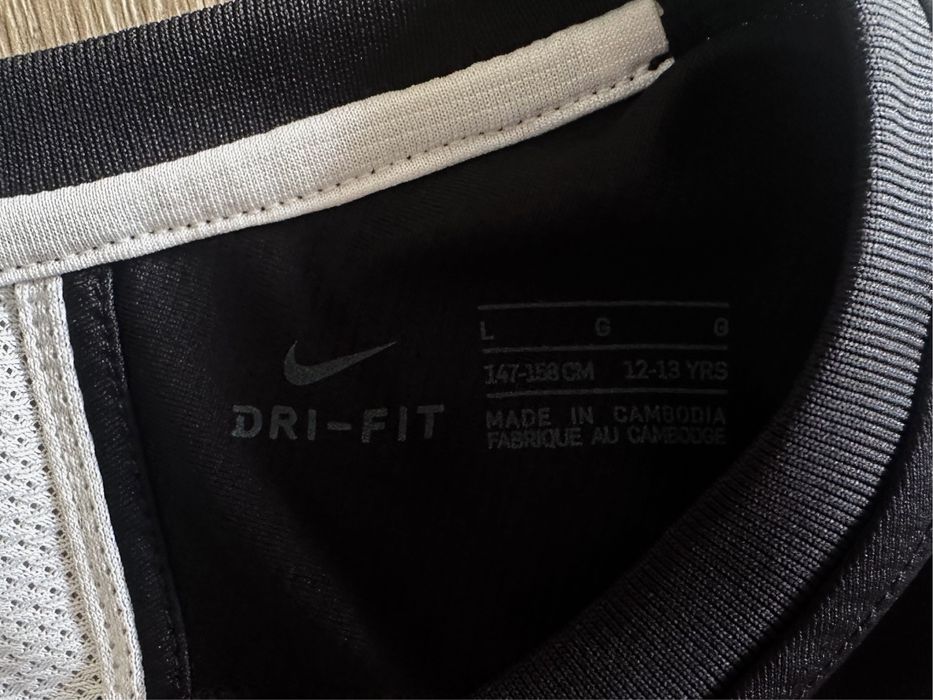 DRI-FIT
L G G
147-158 CM 12-13 YRS
MADE IN CAMBODIA
FABRIQUE AU CAMBODGE